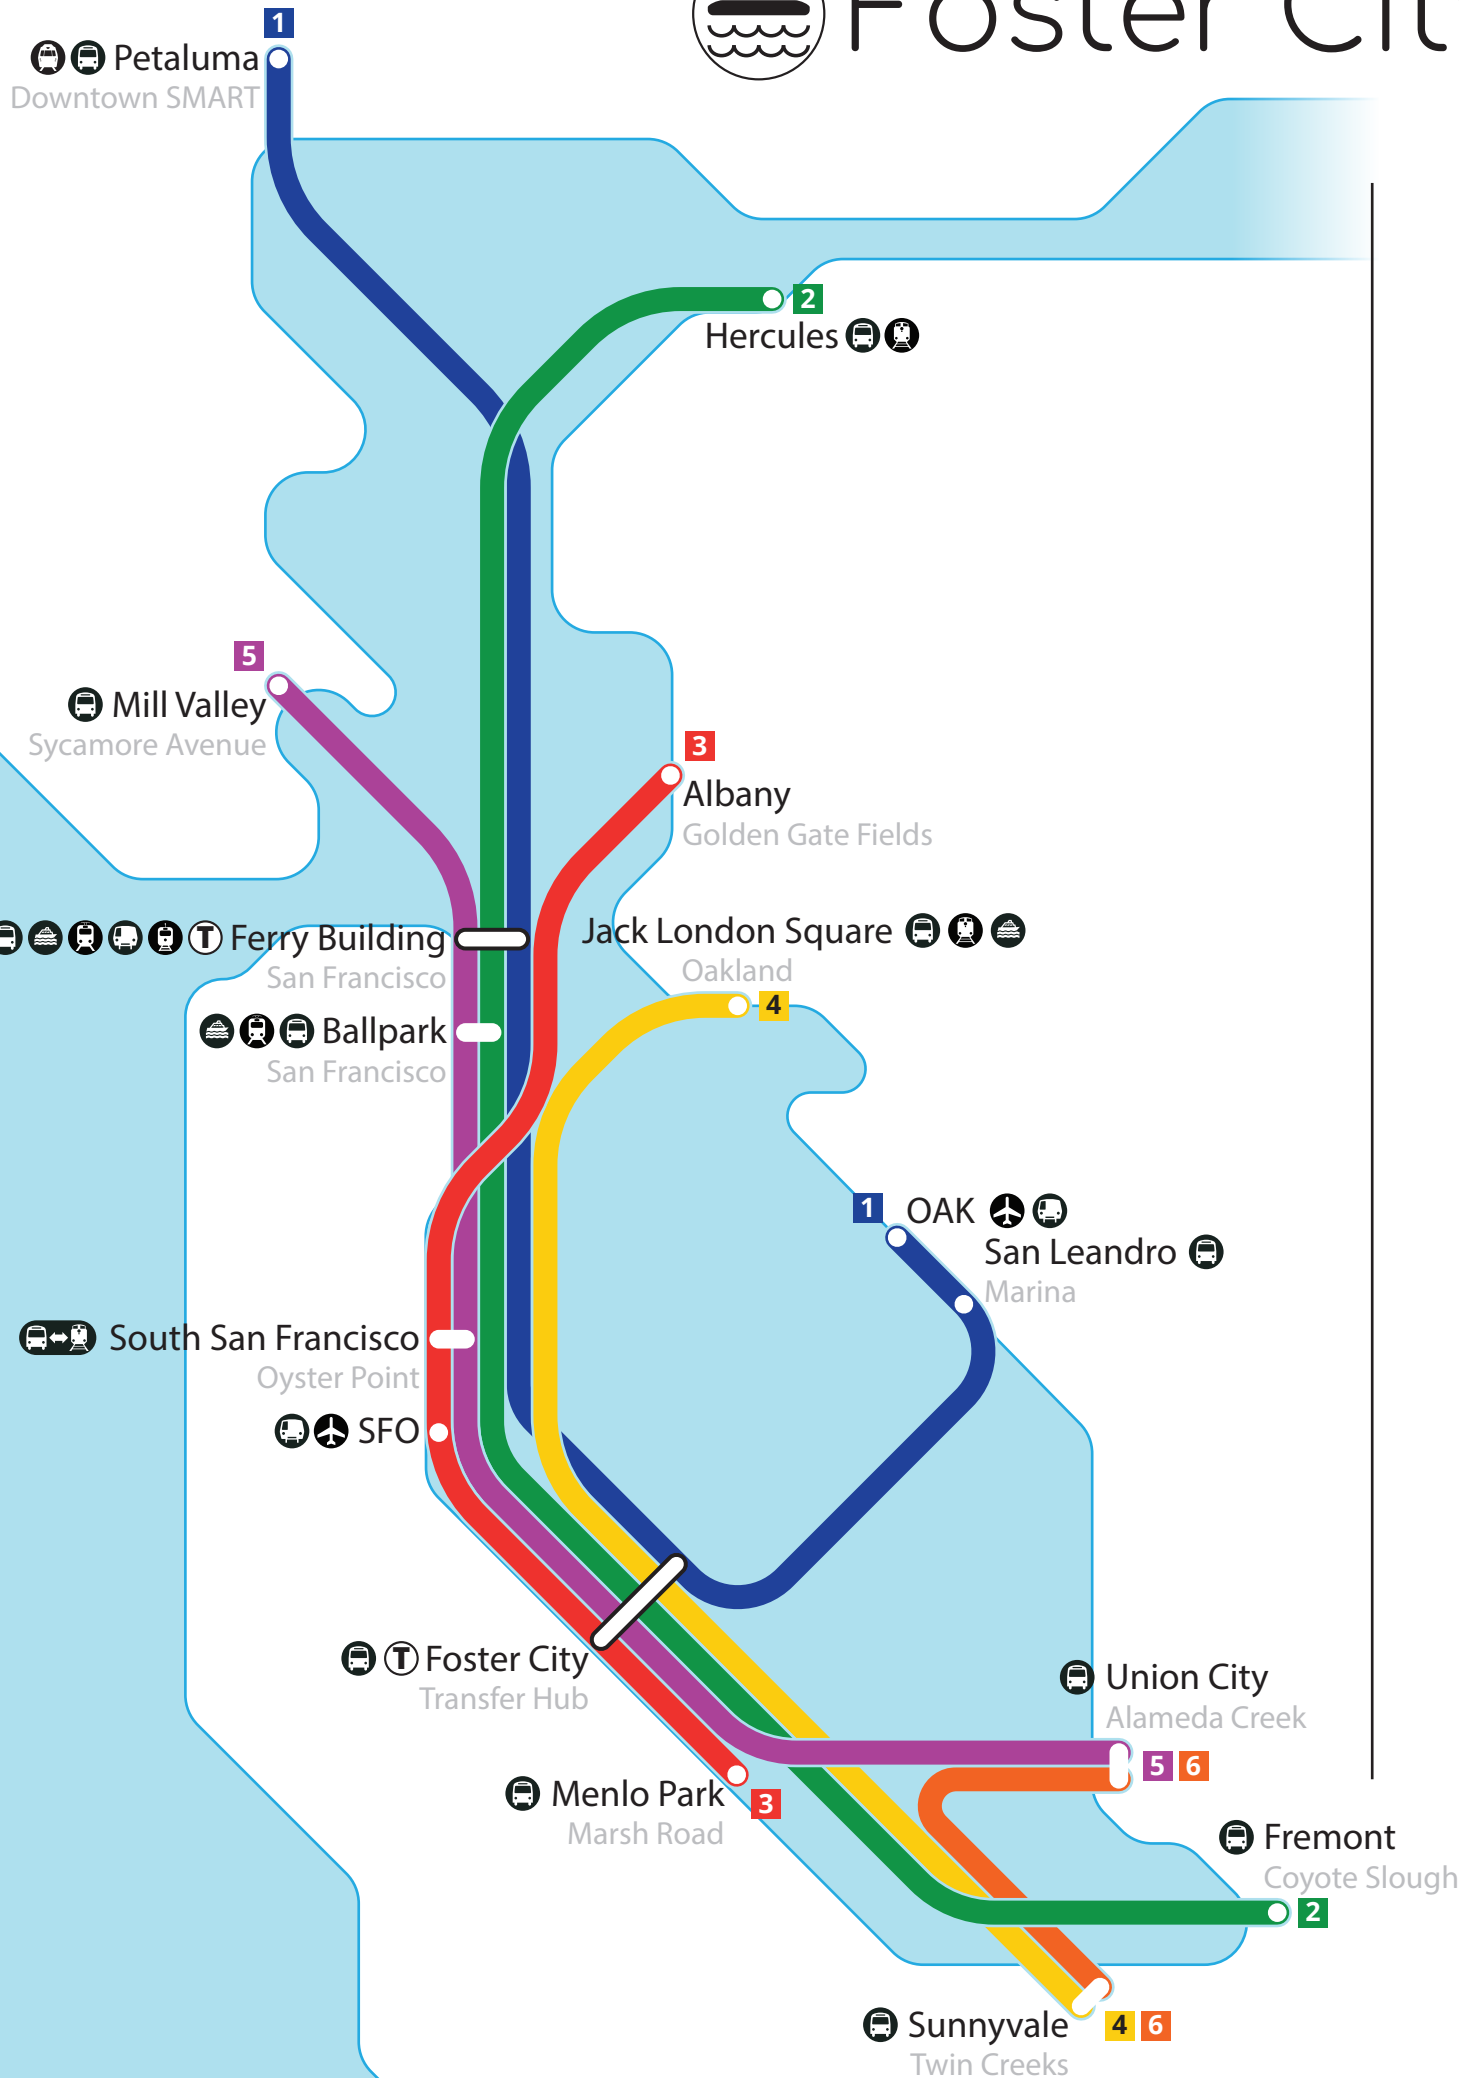 Foster Cit
1
Petaluma
Downtown SMART
2
Hercules
5
Mill Valley
Sycamore Avenue
3
Albany
Golden Gate Fields
T Ferry Building
San Francisco
Jack London Square
Oakland
4
Ballpark
San Francisco
1 OAK
San Leandro
Marina
South San Francisco
Oyster Point
SFO
T Foster City
Transfer Hub
Union City
Alameda Creek
5 6
Menlo Park
Marsh Road
3
Fremont
Coyote Slough
2
Sunnyvale
Twin Creeks
4 6